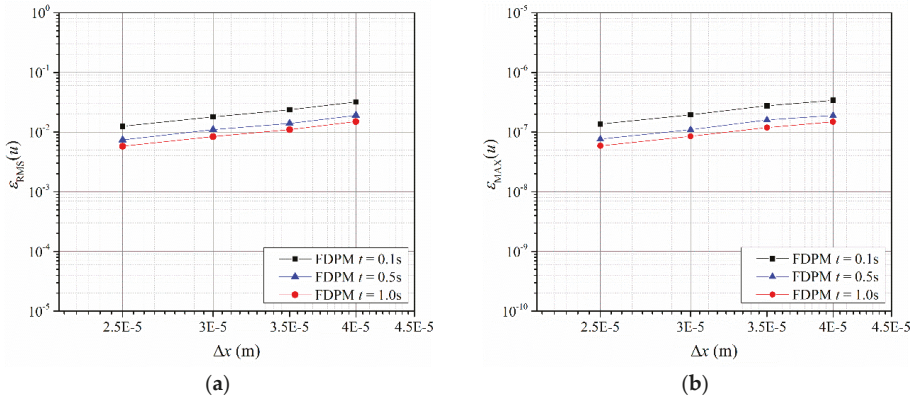 10⁰
10⁻¹
10⁻²
10⁻³
10⁻⁴
10⁻⁵
ε_RMS(u)
FDPM t = 0.1s
FDPM t = 0.5s
FDPM t = 1.0s
2.5E-5 3E-5 3.5E-5 4E-5 4.5E-5
Δx (m)
(a)
10⁻⁵
10⁻⁶
10⁻⁷
10⁻⁸
10⁻⁹
10⁻¹⁰
ε_MAX(u)
FDPM t = 0.1s
FDPM t = 0.5s
FDPM t = 1.0s
2.5E-5 3E-5 3.5E-5 4E-5 4.5E-5
Δx (m)
(b)